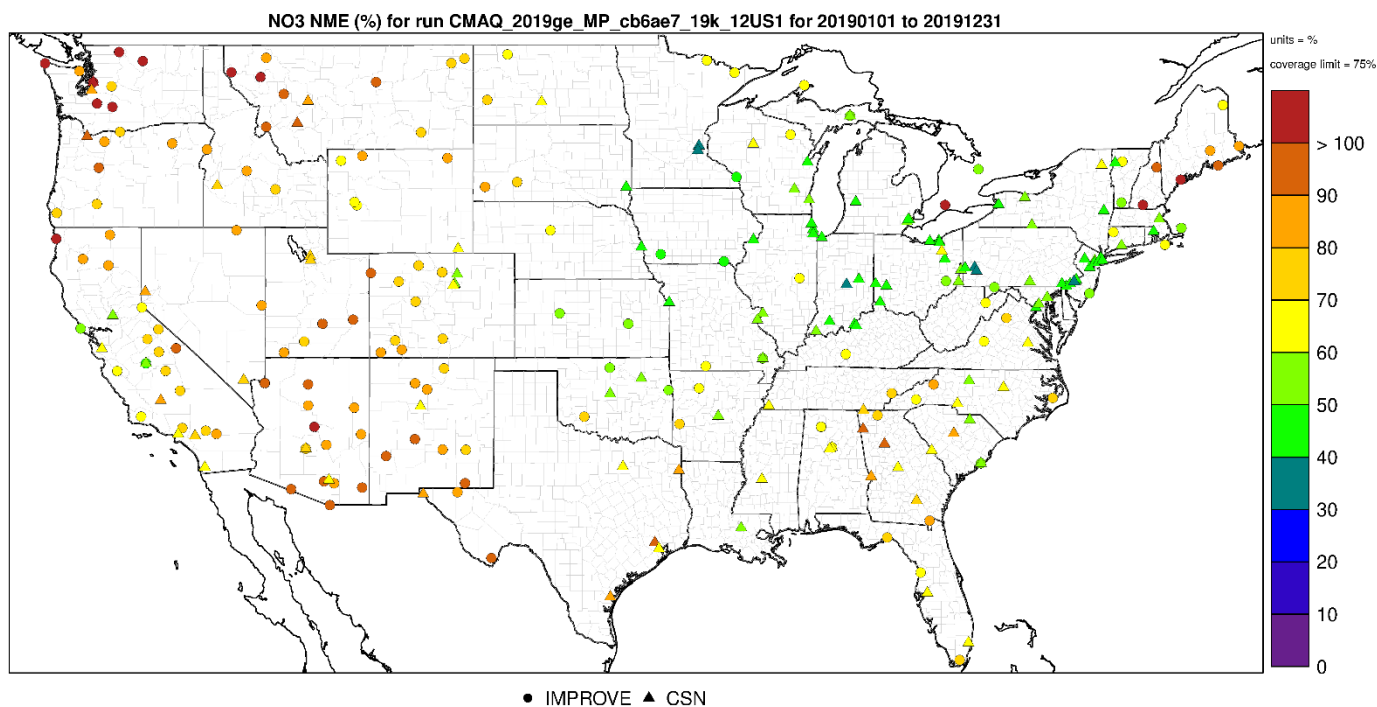 NO3 NME (%) for run CMAQ_2019ge_MP_cb6ae7_19k_12US1 for 20190101 to 20191231
units = %
coverage limit = 75%
> 100
90
80
70
60
50
40
30
20
10
0
● IMPROVE ▲ CSN